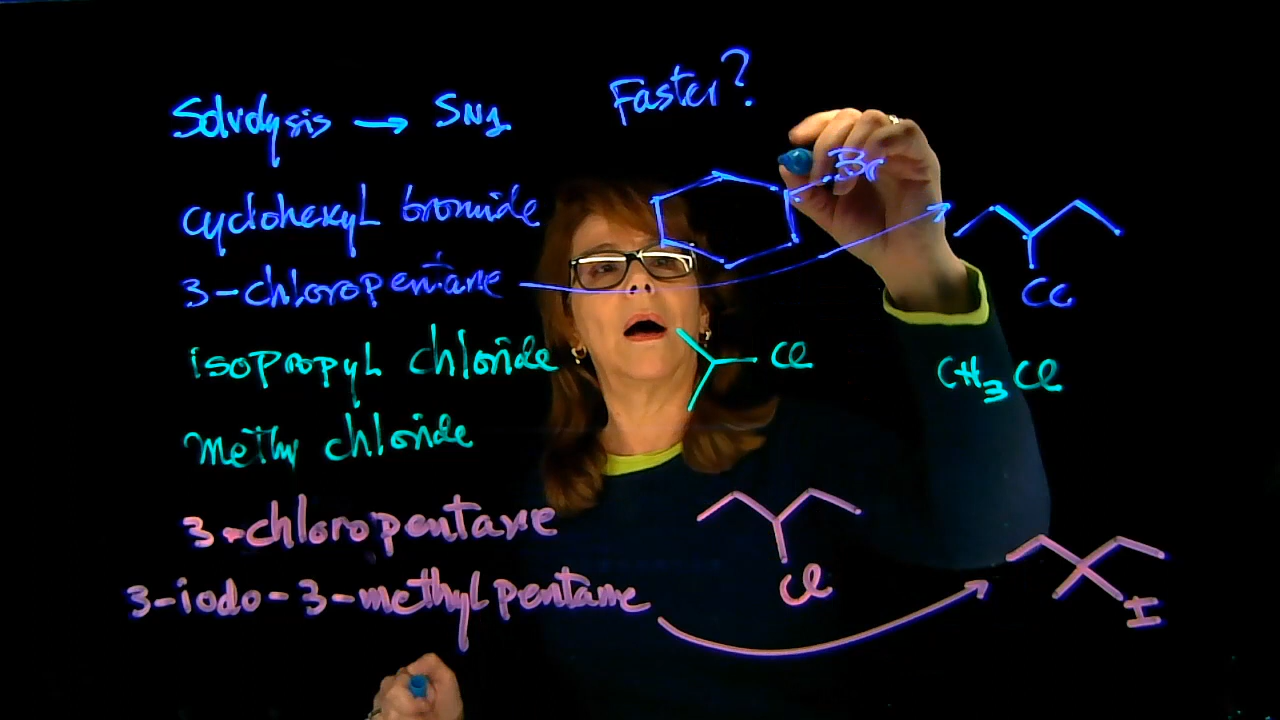 Solvolysis → SN1 Faster?
cyclohexyl bromide Br
3-chloropentane Cl
isopropyl chloride Cl CH3Cl
methy chloride
3-chloropentane Cl
3-iodo-3-methylpentane I